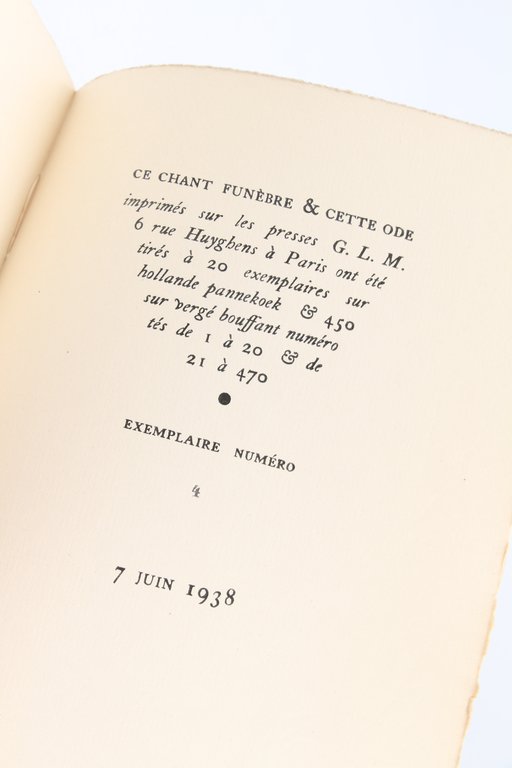 CE CHANT FUNÈBRE & CETTE ODE
imprimés sur les presses G. L. M.
6 rue Huyghens à Paris ont été
tirés à 20 exemplaires sur
hollande pannekoek & 450
sur vergé bouffant numéro
tés de 1 à 20 & de
21 à 470
●
EXEMPLAIRE NUMÉRO
4
7 JUIN 1938